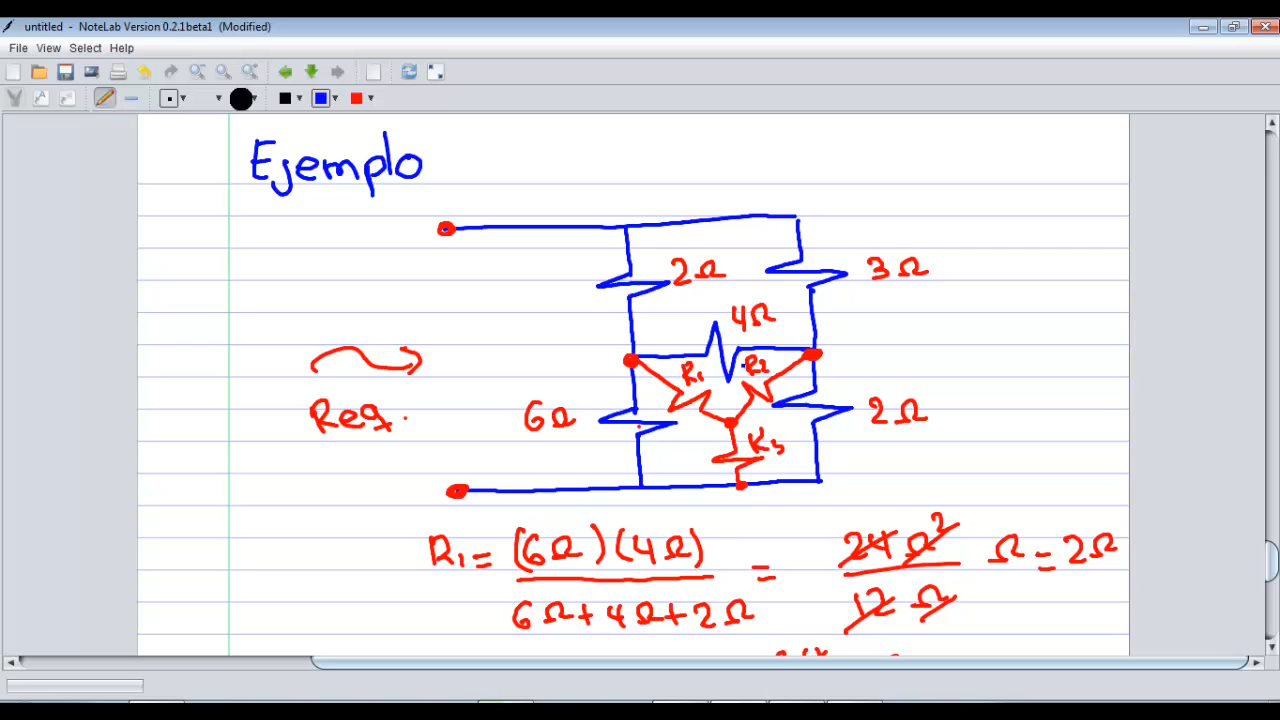 untitled - NoteLab Version 0.2.1beta1 (Modified)
File View Select Help
Ejemplo
2Ω
3Ω
4Ω
R1
R2
Req.
6Ω
2Ω
R3
R1 = (6Ω)(4Ω) = 24Ω² Ω = 2Ω
6Ω+4Ω+2Ω 12Ω